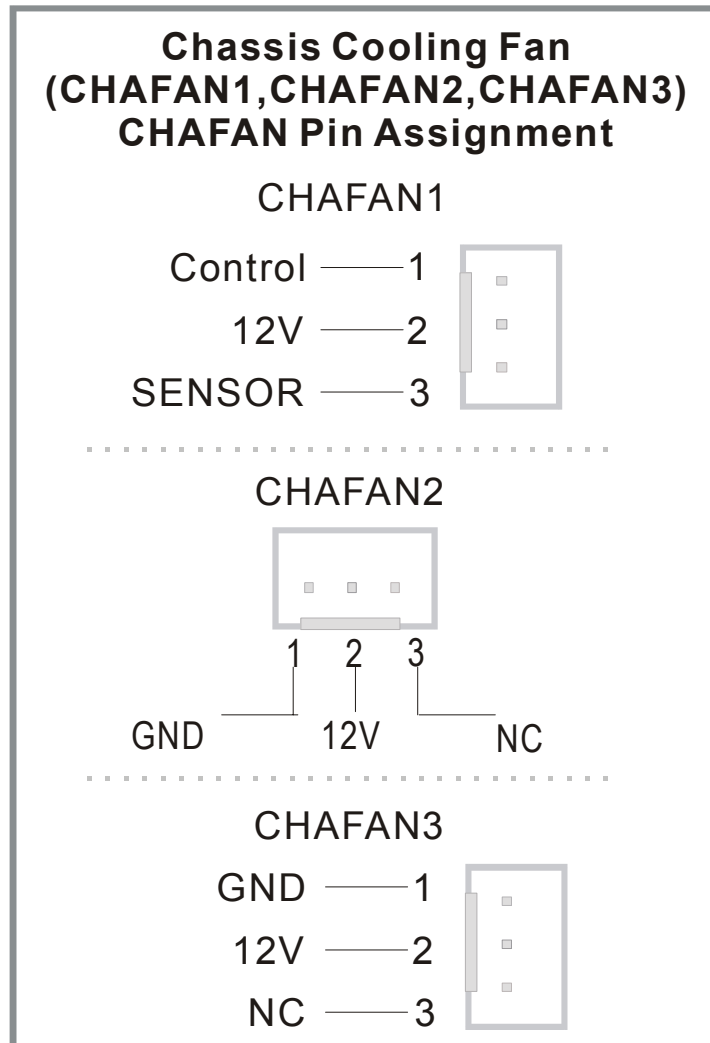 Chassis Cooling Fan
(CHAFAN1,CHAFAN2,CHAFAN3)
CHAFAN Pin Assignment
CHAFAN1
Control 1
12V 2
SENSOR 3
CHAFAN2
1 2 3
GND 12V NC
CHAFAN3
GND 1
12V 2
NC 3